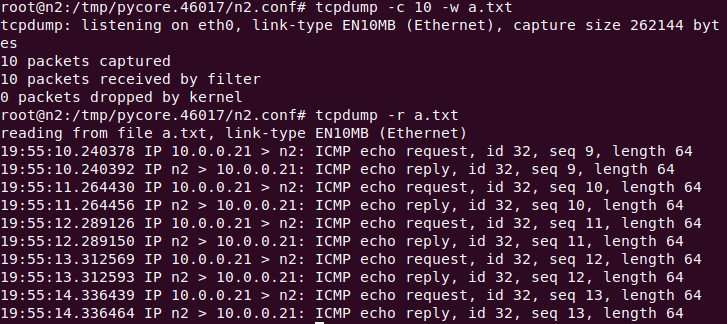 root@n2:/tmp/pycore.46017/n2.conf# tcpdump -c 10 -w a.txt
tcpdump: listening on eth0, link-type EN10MB (Ethernet), capture size 262144 byt
es
10 packets captured
10 packets received by filter
0 packets dropped by kernel
root@n2:/tmp/pycore.46017/n2.conf# tcpdump -r a.txt
reading from file a.txt, link-type EN10MB (Ethernet)
19:55:10.240378 IP 10.0.0.21 > n2: ICMP echo request, id 32, seq 9, length 64
19:55:10.240392 IP n2 > 10.0.0.21: ICMP echo reply, id 32, seq 9, length 64
19:55:11.264430 IP 10.0.0.21 > n2: ICMP echo request, id 32, seq 10, length 64
19:55:11.264456 IP n2 > 10.0.0.21: ICMP echo reply, id 32, seq 10, length 64
19:55:12.289126 IP 10.0.0.21 > n2: ICMP echo request, id 32, seq 11, length 64
19:55:12.289150 IP n2 > 10.0.0.21: ICMP echo reply, id 32, seq 11, length 64
19:55:13.312569 IP 10.0.0.21 > n2: ICMP echo request, id 32, seq 12, length 64
19:55:13.312593 IP n2 > 10.0.0.21: ICMP echo reply, id 32, seq 12, length 64
19:55:14.336439 IP 10.0.0.21 > n2: ICMP echo request, id 32, seq 13, length 64
19:55:14.336464 IP n2 > 10.0.0.21: ICMP echo reply, id 32, seq 13, length 64